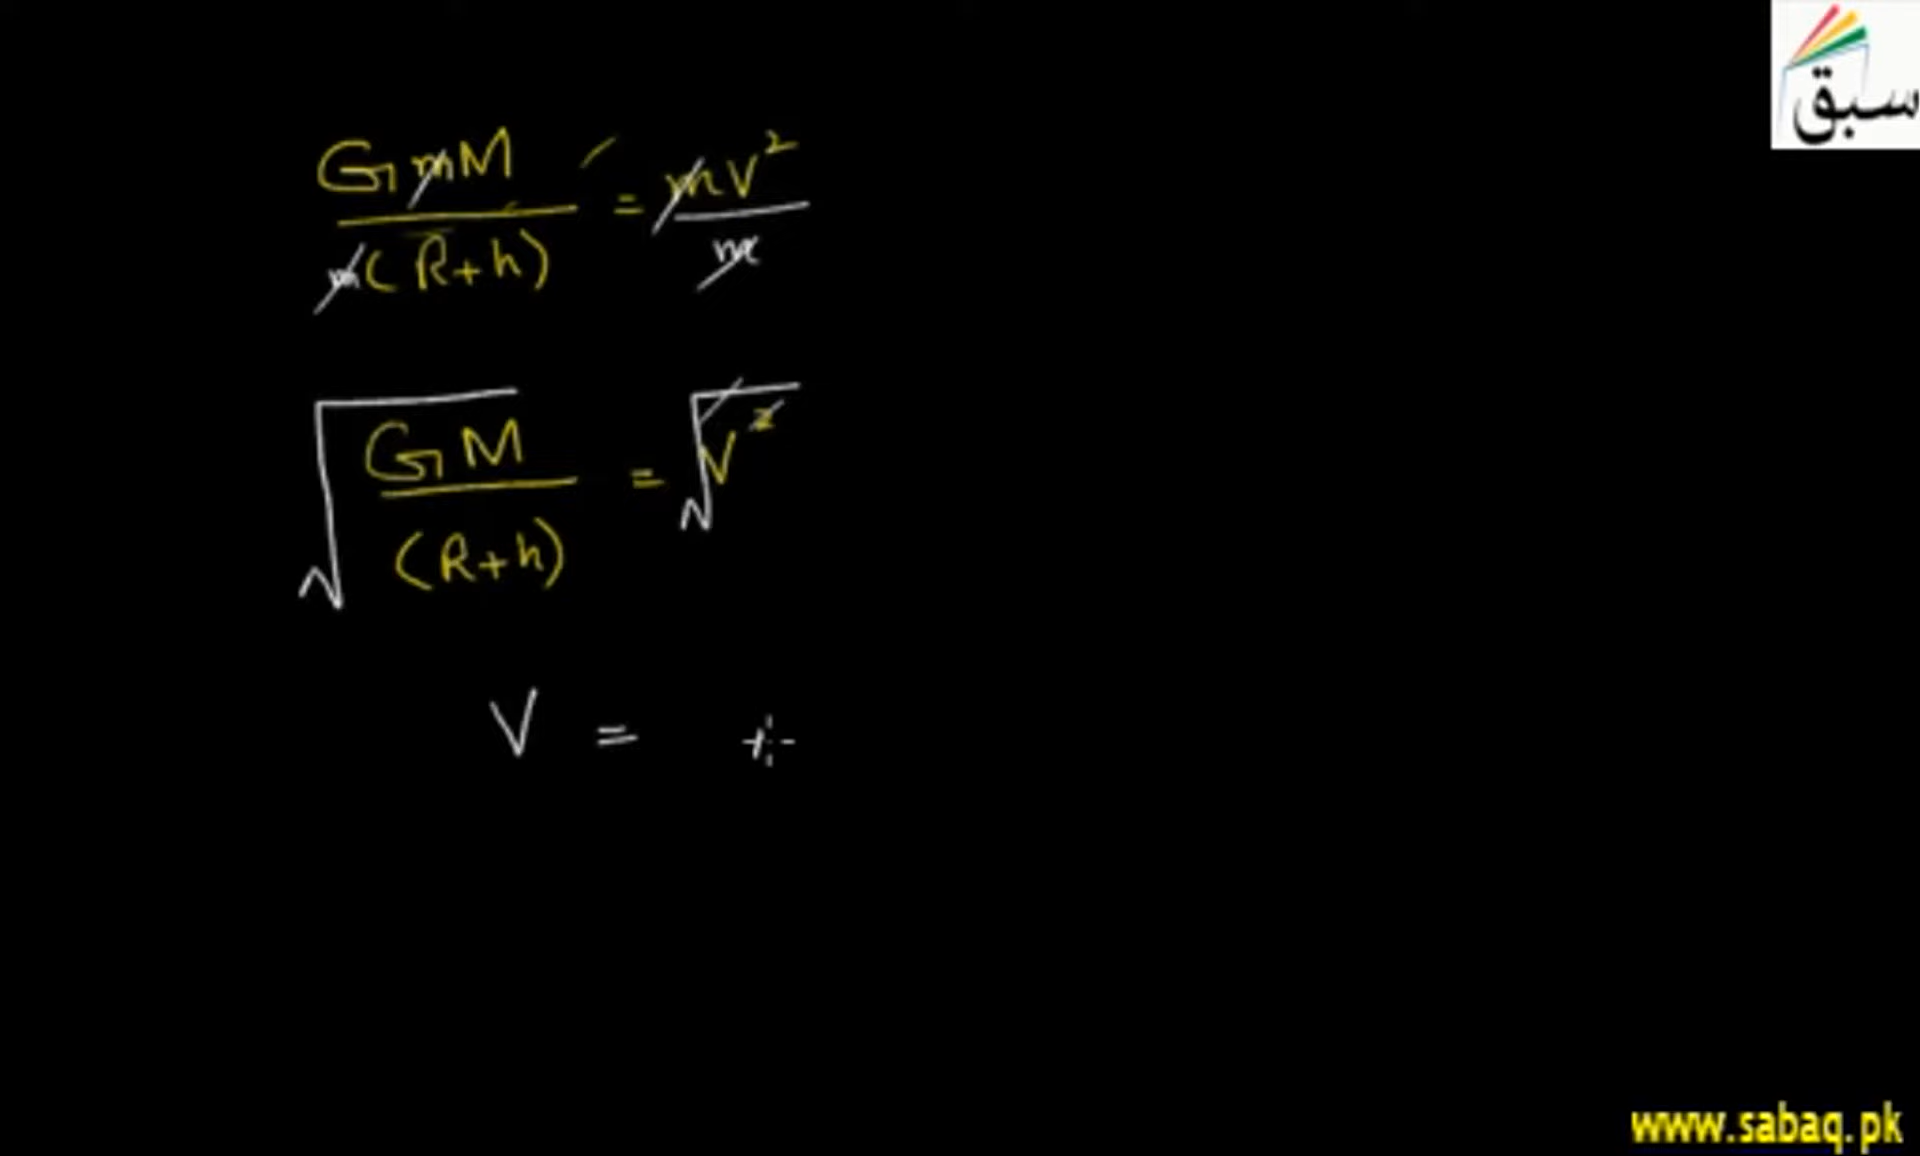 سبق
GmM / m(R+h) = mV² / m
√(GM / (R+h)) = √V²
V =
www.sabaq.pk